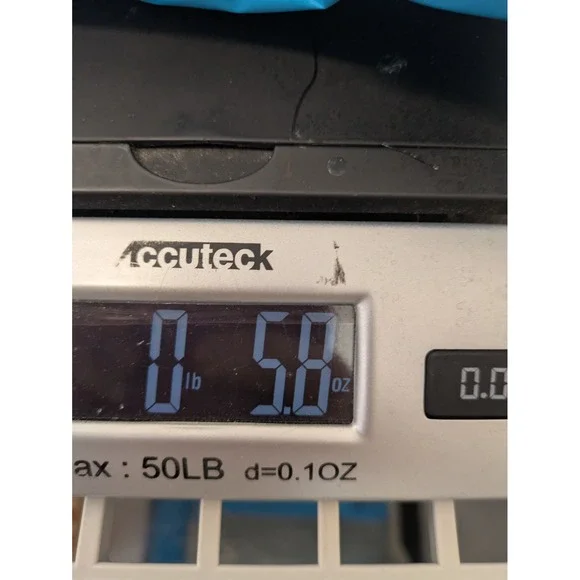 Accuteck
0 lb 5.8 oz
0.0
ax : 50LB d=0.1OZ